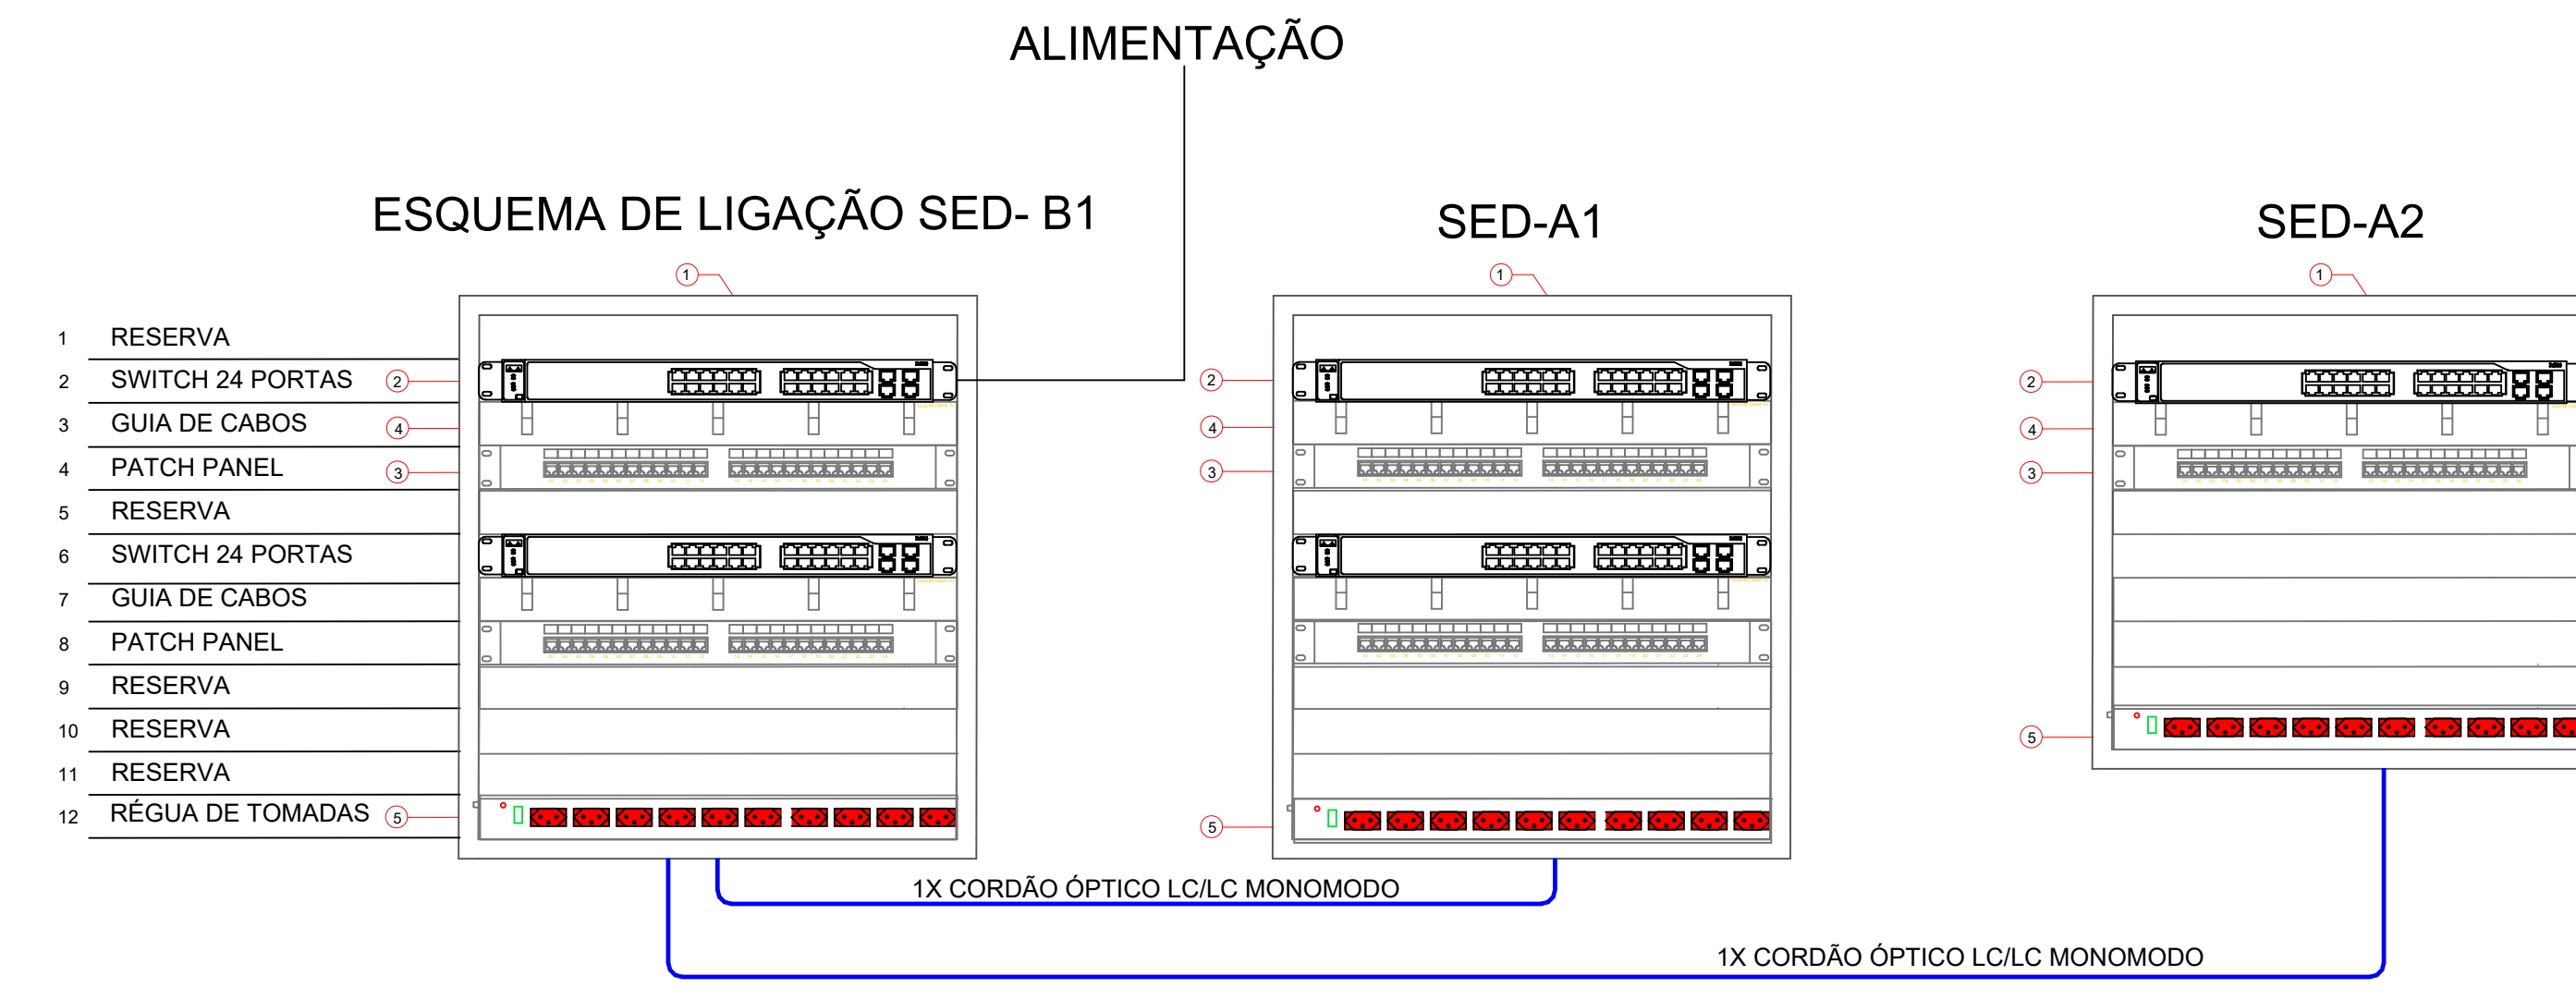 ALIMENTAÇÃO
ESQUEMA DE LIGAÇÃO SED- B1
SED-A1
SED-A2
1
1
1
1 RESERVA
2 SWITCH 24 PORTAS 2
3 GUIA DE CABOS 4
4 PATCH PANEL 3
5 RESERVA
6 SWITCH 24 PORTAS
7 GUIA DE CABOS
8 PATCH PANEL
9 RESERVA
10 RESERVA
11 RESERVA
12 RÉGUA DE TOMADAS 5
2
4
3
5
2
4
3
5
1X CORDÃO ÓPTICO LC/LC MONOMODO
1X CORDÃO ÓPTICO LC/LC MONOMODO